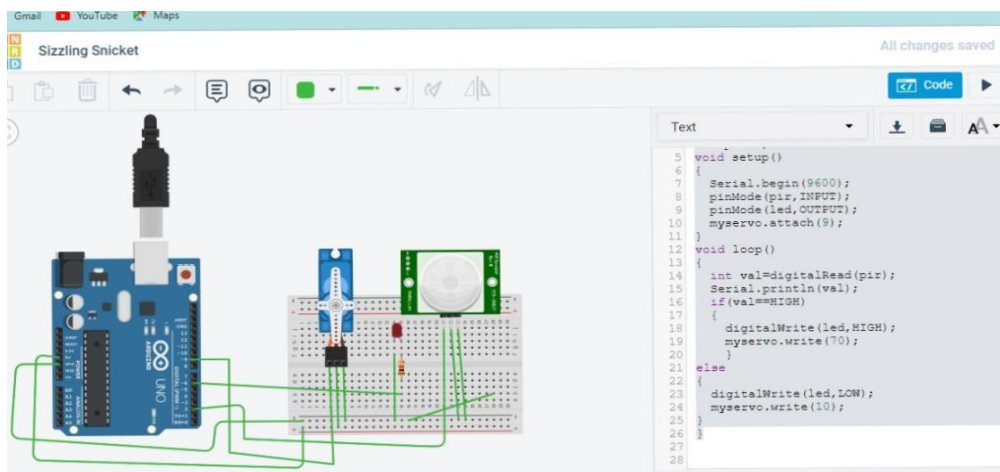 Gmail YouTube Maps
Sizzling Snicket
All changes saved
Code
Text
AA
5 void setup()
6 {
7 Serial.begin(9600);
8 pinMode(pir,INPUT);
9 pinMode(led,OUTPUT);
10 myservo.attach(9);
11 }
12 void loop()
13 {
14 int val=digitalRead(pir);
15 Serial.println(val);
16 if(val==HIGH)
17 {
18 digitalWrite(led,HIGH);
19 myservo.write(70);
20 }
21 else
22 {
23 digitalWrite(led,LOW);
24 myservo.write(10);
25 }
26 }
27
28
ARDUINO
UNO